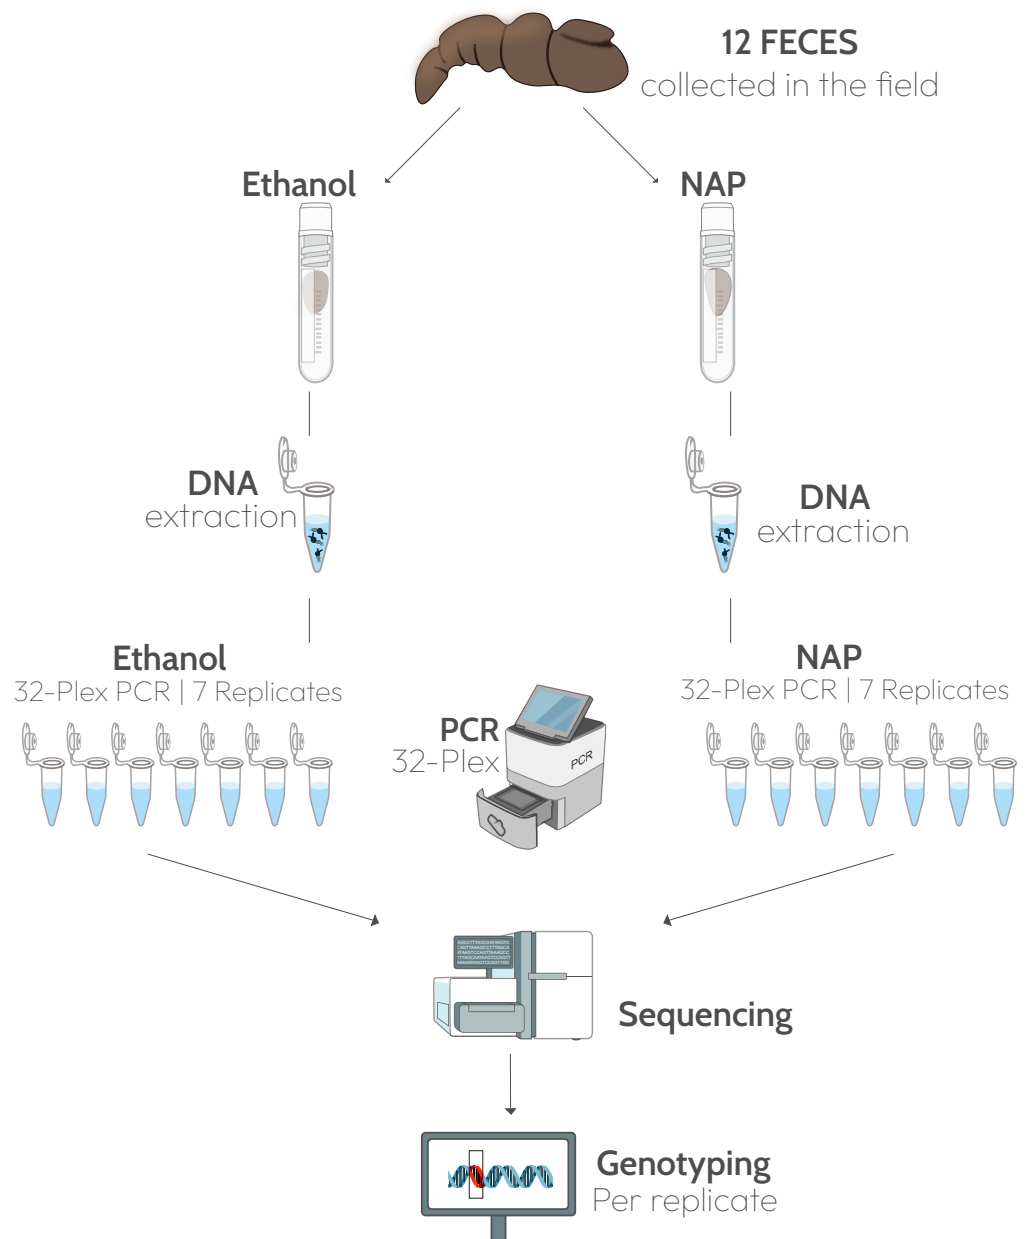 12 FECES
collected in the field
Ethanol
NAP
DNA
extraction
DNA
extraction
Ethanol
32-Plex PCR | 7 Replicates
NAP
32-Plex PCR | 7 Replicates
PCR
32-Plex
PCR
Sequencing
Genotyping
Per replicate